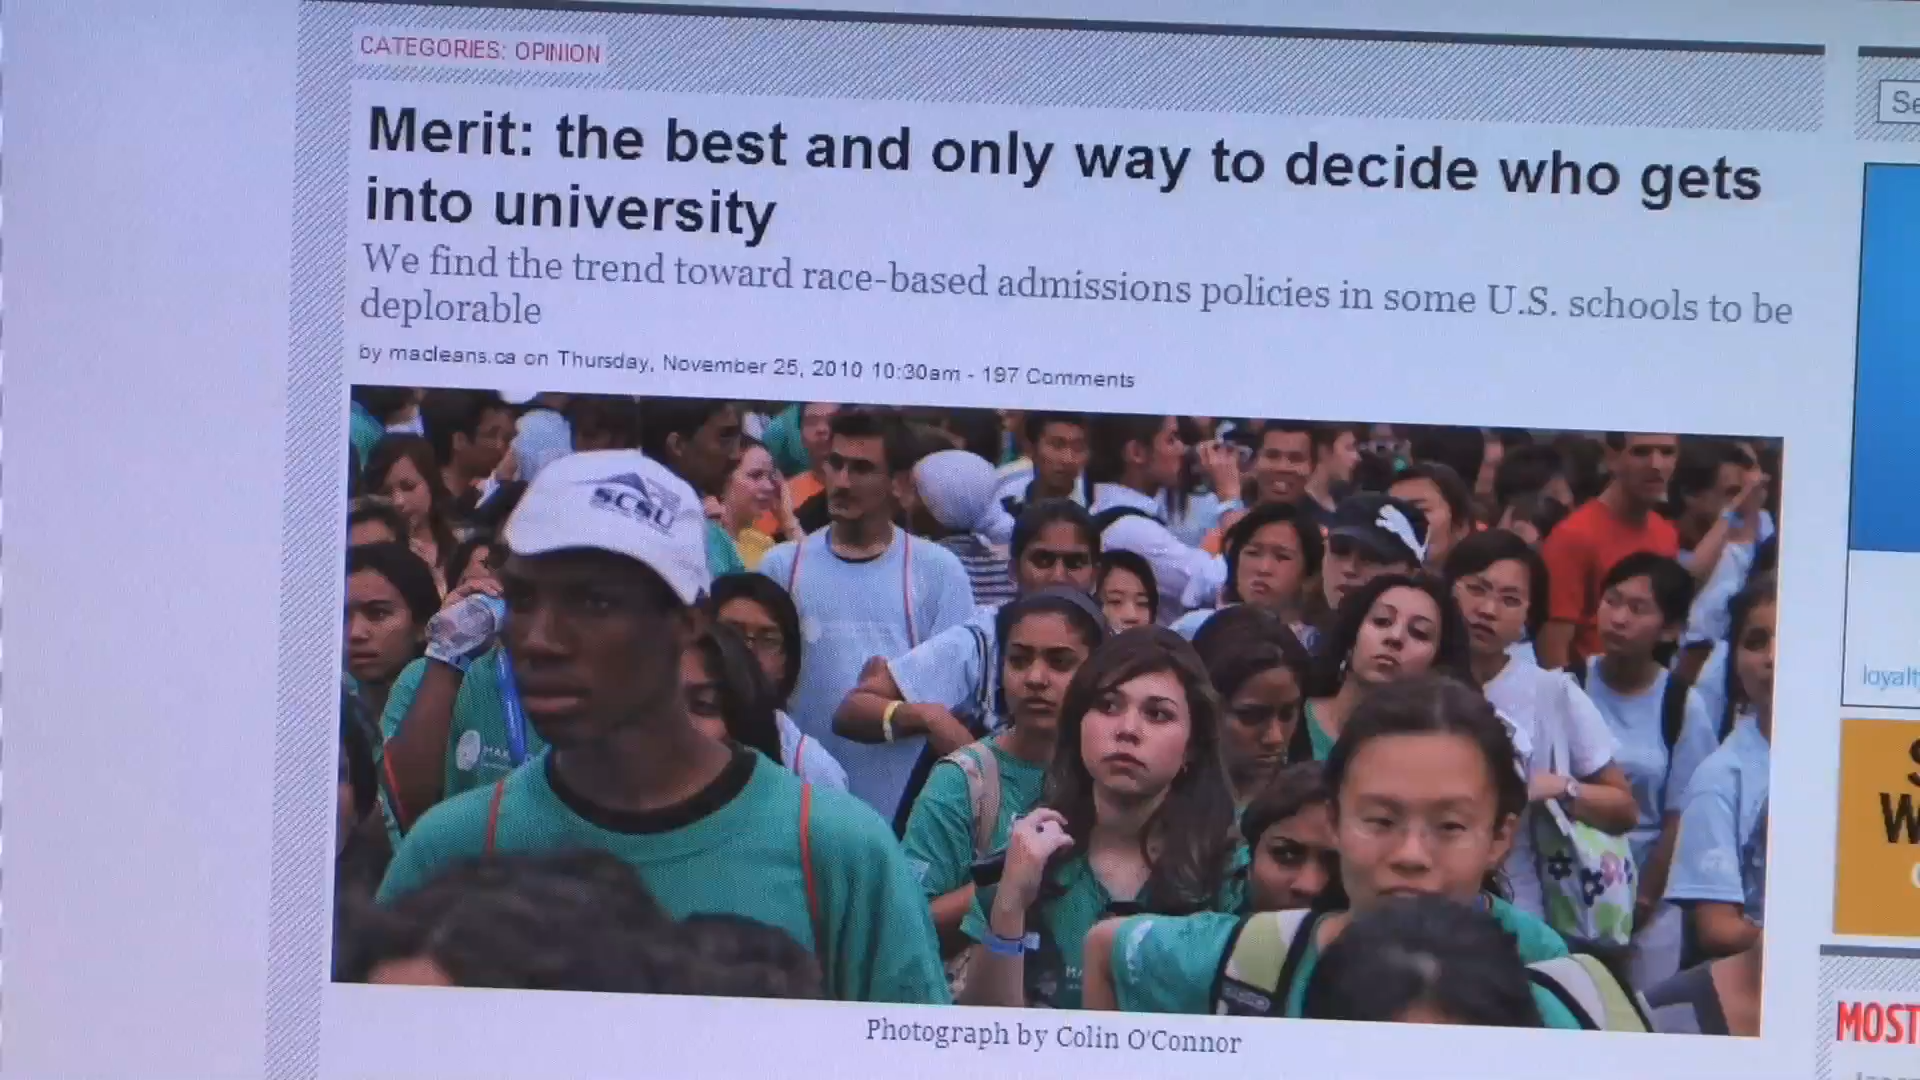 CATEGORIES: OPINION
Merit: the best and only way to decide who gets
into university
We find the trend toward race-based admissions policies in some U.S. schools to be
deplorable
by macleans.ca on Thursday, November 25, 2010 10:30am - 197 Comments
SCSU
Photograph by Colin O'Connor
Se
loyalt
S
W
MOST